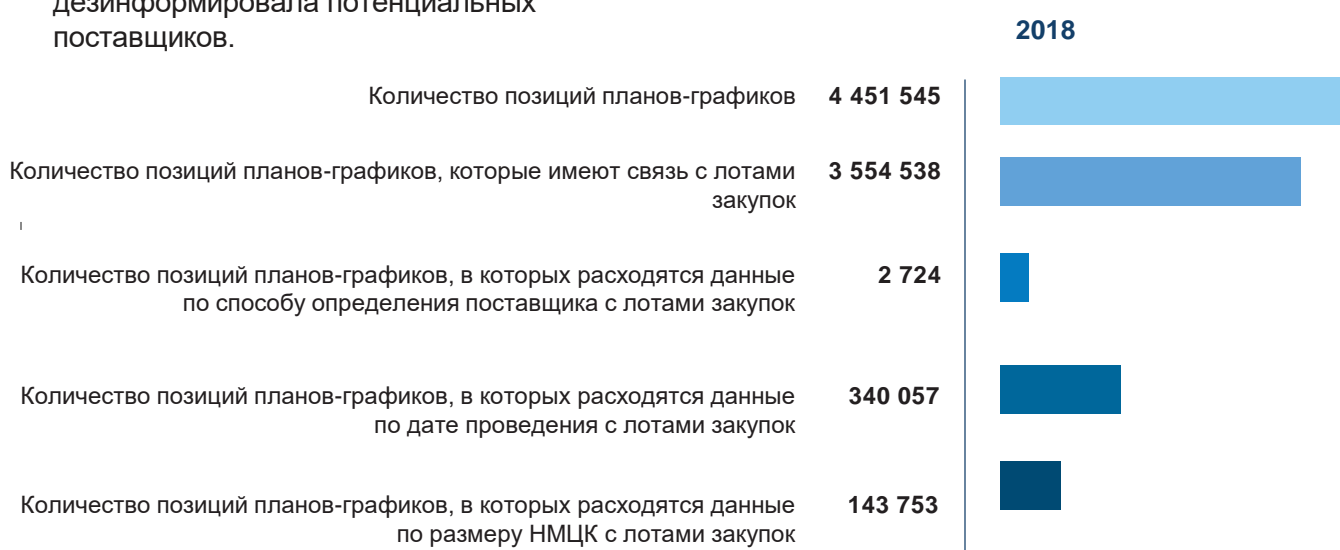 дезинформировала потенциальных
поставщиков.
2018
Количество позиций планов-графиков 4 451 545
Количество позиций планов-графиков, которые имеют связь с лотами 3 554 538
закупок
Количество позиций планов-графиков, в которых расходятся данные 2 724
по способу определения поставщика с лотами закупок
Количество позиций планов-графиков, в которых расходятся данные 340 057
по дате проведения с лотами закупок
Количество позиций планов-графиков, в которых расходятся данные 143 753
по размеру НМЦК с лотами закупок